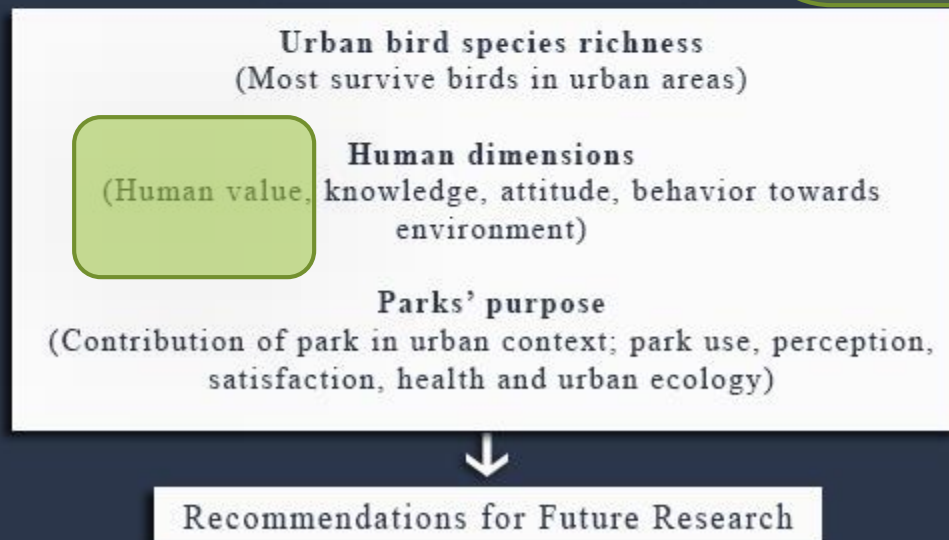 Urban bird species richness
(Most survive birds in urban areas)
Human dimensions
(Human value, knowledge, attitude, behavior towards
environment)
Parks’ purpose
(Contribution of park in urban context; park use, perception,
satisfaction, health and urban ecology)
Recommendations for Future Research